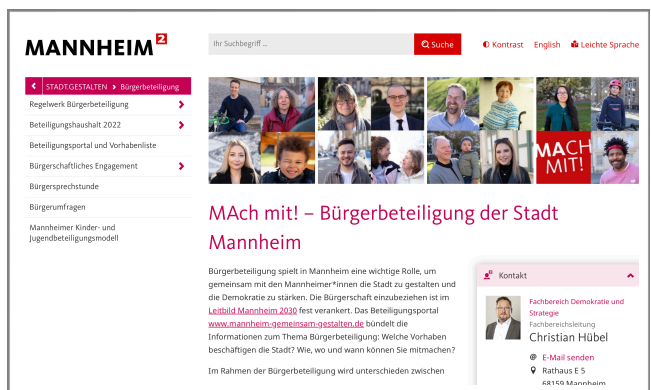 MANNHEIM 2
Ihr Suchbegriff ...
Suche
Kontrast
English
Leichte Sprache
STADT.GESTALTEN > Bürgerbeteiligung
Regelwerk Bürgerbeteiligung
Beteiligungshaushalt 2022
Beteiligungsportal und Vorhabenliste
Bürgerschaftliches Engagement
Bürgersprechstunde
Bürgerumfragen
Mannheimer Kinder- und
Jugendbeteiligungsmodell
MACH
MIT!
MAch mit! – Bürgerbeteiligung der Stadt
Mannheim
Bürgerbeteiligung spielt in Mannheim eine wichtige Rolle, um
gemeinsam mit den Mannheimer*innen die Stadt zu gestalten und
die Demokratie zu stärken. Die Bürgerschaft einzubeziehen ist im
Leitbild Mannheim 2030 fest verankert. Das Beteiligungsportal
www.mannheim-gemeinsam-gestalten.de bündelt die
Informationen zum Thema Bürgerbeteiligung: Welche Vorhaben
beschäftigen die Stadt? Wie, wo und wann können Sie mitmachen?
Im Rahmen der Bürgerbeteiligung wird unterschieden zwischen
Kontakt
Fachbereich Demokratie und
Strategie
Fachbereichsleitung
Christian Hübel
E-Mail senden
Rathaus E 5
68159 Mannheim